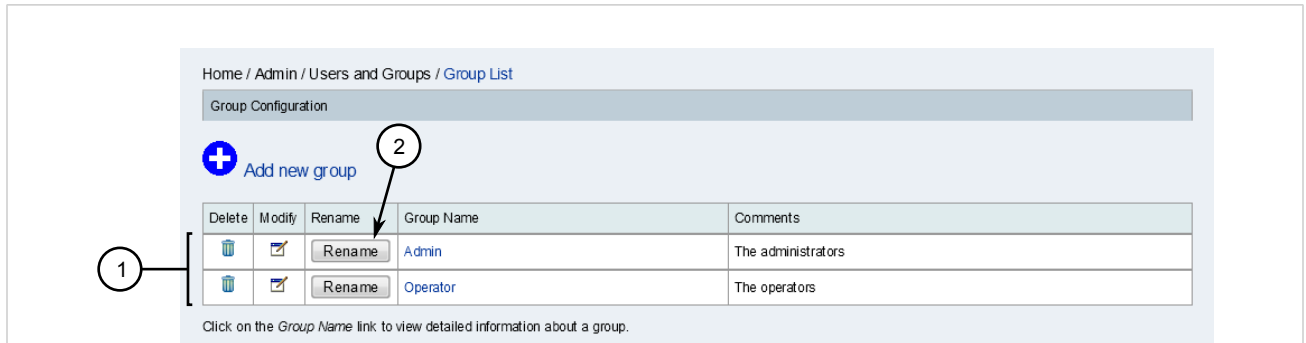 Home / Admin / Users and Groups / Group List
Group Configuration
2
Add new group
Delete Modify Rename Group Name Comments
1
Rename Admin The administrators
Rename Operator The operators
Click on the Group Name link to view detailed information about a group.